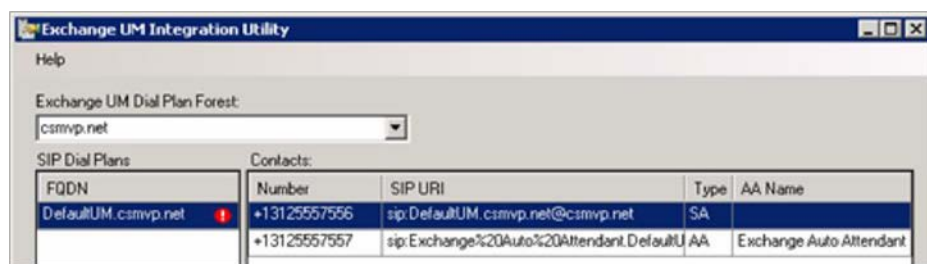 Exchange UM Integration Utility
Help
Exchange UM Dial Plan Forest:
csmvp.net
SIP Dial Plans
Contacts:
FQDN
Number SIP URI Type AA Name
DefaultUM.csmvp.net
+13125557556 sip:DefaultUM.csmvp.net@csmvp.net SA
+13125557557 sip:Exchange%20Auto%20Attendant.DefaultU AA Exchange Auto Attendant